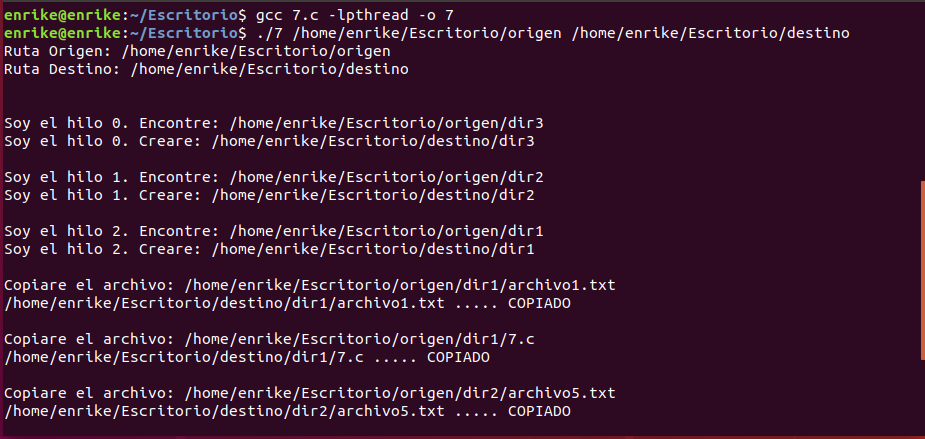 enrike@enrike:~/Escritorio$ gcc 7.c -lpthread -o 7
enrike@enrike:~/Escritorio$ ./7 /home/enrike/Escritorio/origen /home/enrike/Escritorio/destino
Ruta Origen: /home/enrike/Escritorio/origen
Ruta Destino: /home/enrike/Escritorio/destino
Soy el hilo 0. Encontre: /home/enrike/Escritorio/origen/dir3
Soy el hilo 0. Creare: /home/enrike/Escritorio/destino/dir3
Soy el hilo 1. Encontre: /home/enrike/Escritorio/origen/dir2
Soy el hilo 1. Creare: /home/enrike/Escritorio/destino/dir2
Soy el hilo 2. Encontre: /home/enrike/Escritorio/origen/dir1
Soy el hilo 2. Creare: /home/enrike/Escritorio/destino/dir1
Copiare el archivo: /home/enrike/Escritorio/origen/dir1/archivo1.txt
/home/enrike/Escritorio/destino/dir1/archivo1.txt ..... COPIADO
Copiare el archivo: /home/enrike/Escritorio/origen/dir1/7.c
/home/enrike/Escritorio/destino/dir1/7.c ..... COPIADO
Copiare el archivo: /home/enrike/Escritorio/origen/dir2/archivo5.txt
/home/enrike/Escritorio/destino/dir2/archivo5.txt ..... COPIADO